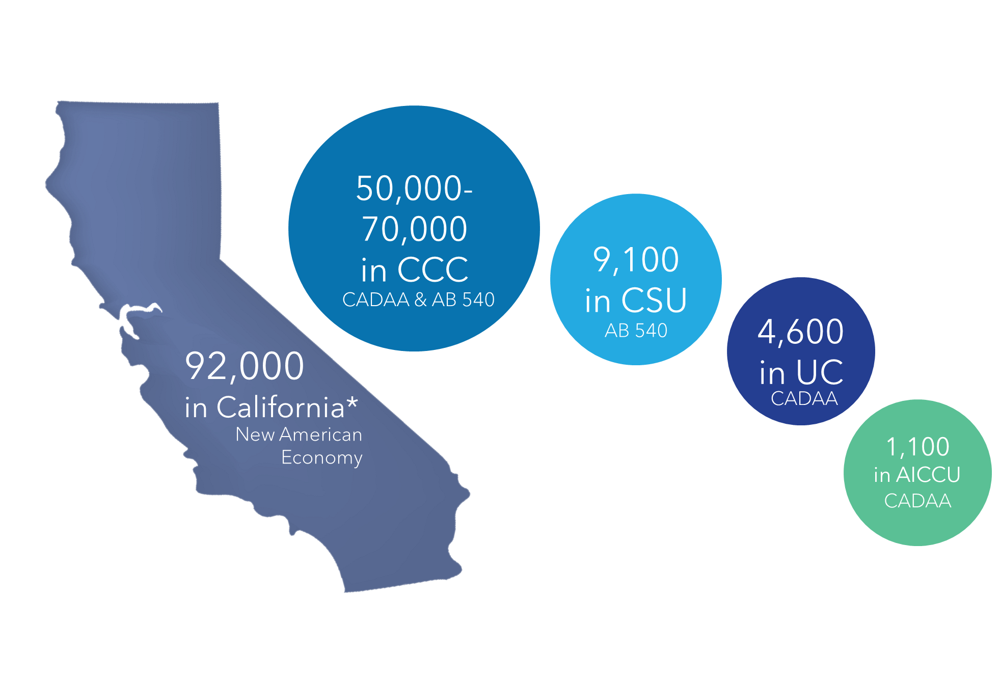 92,000
in California*
New American
Economy
50,000-
70,000
in CCC
CADAA & AB 540
9,100
in CSU
AB 540
4,600
in UC
CADAA
1,100
in AICCU
CADAA